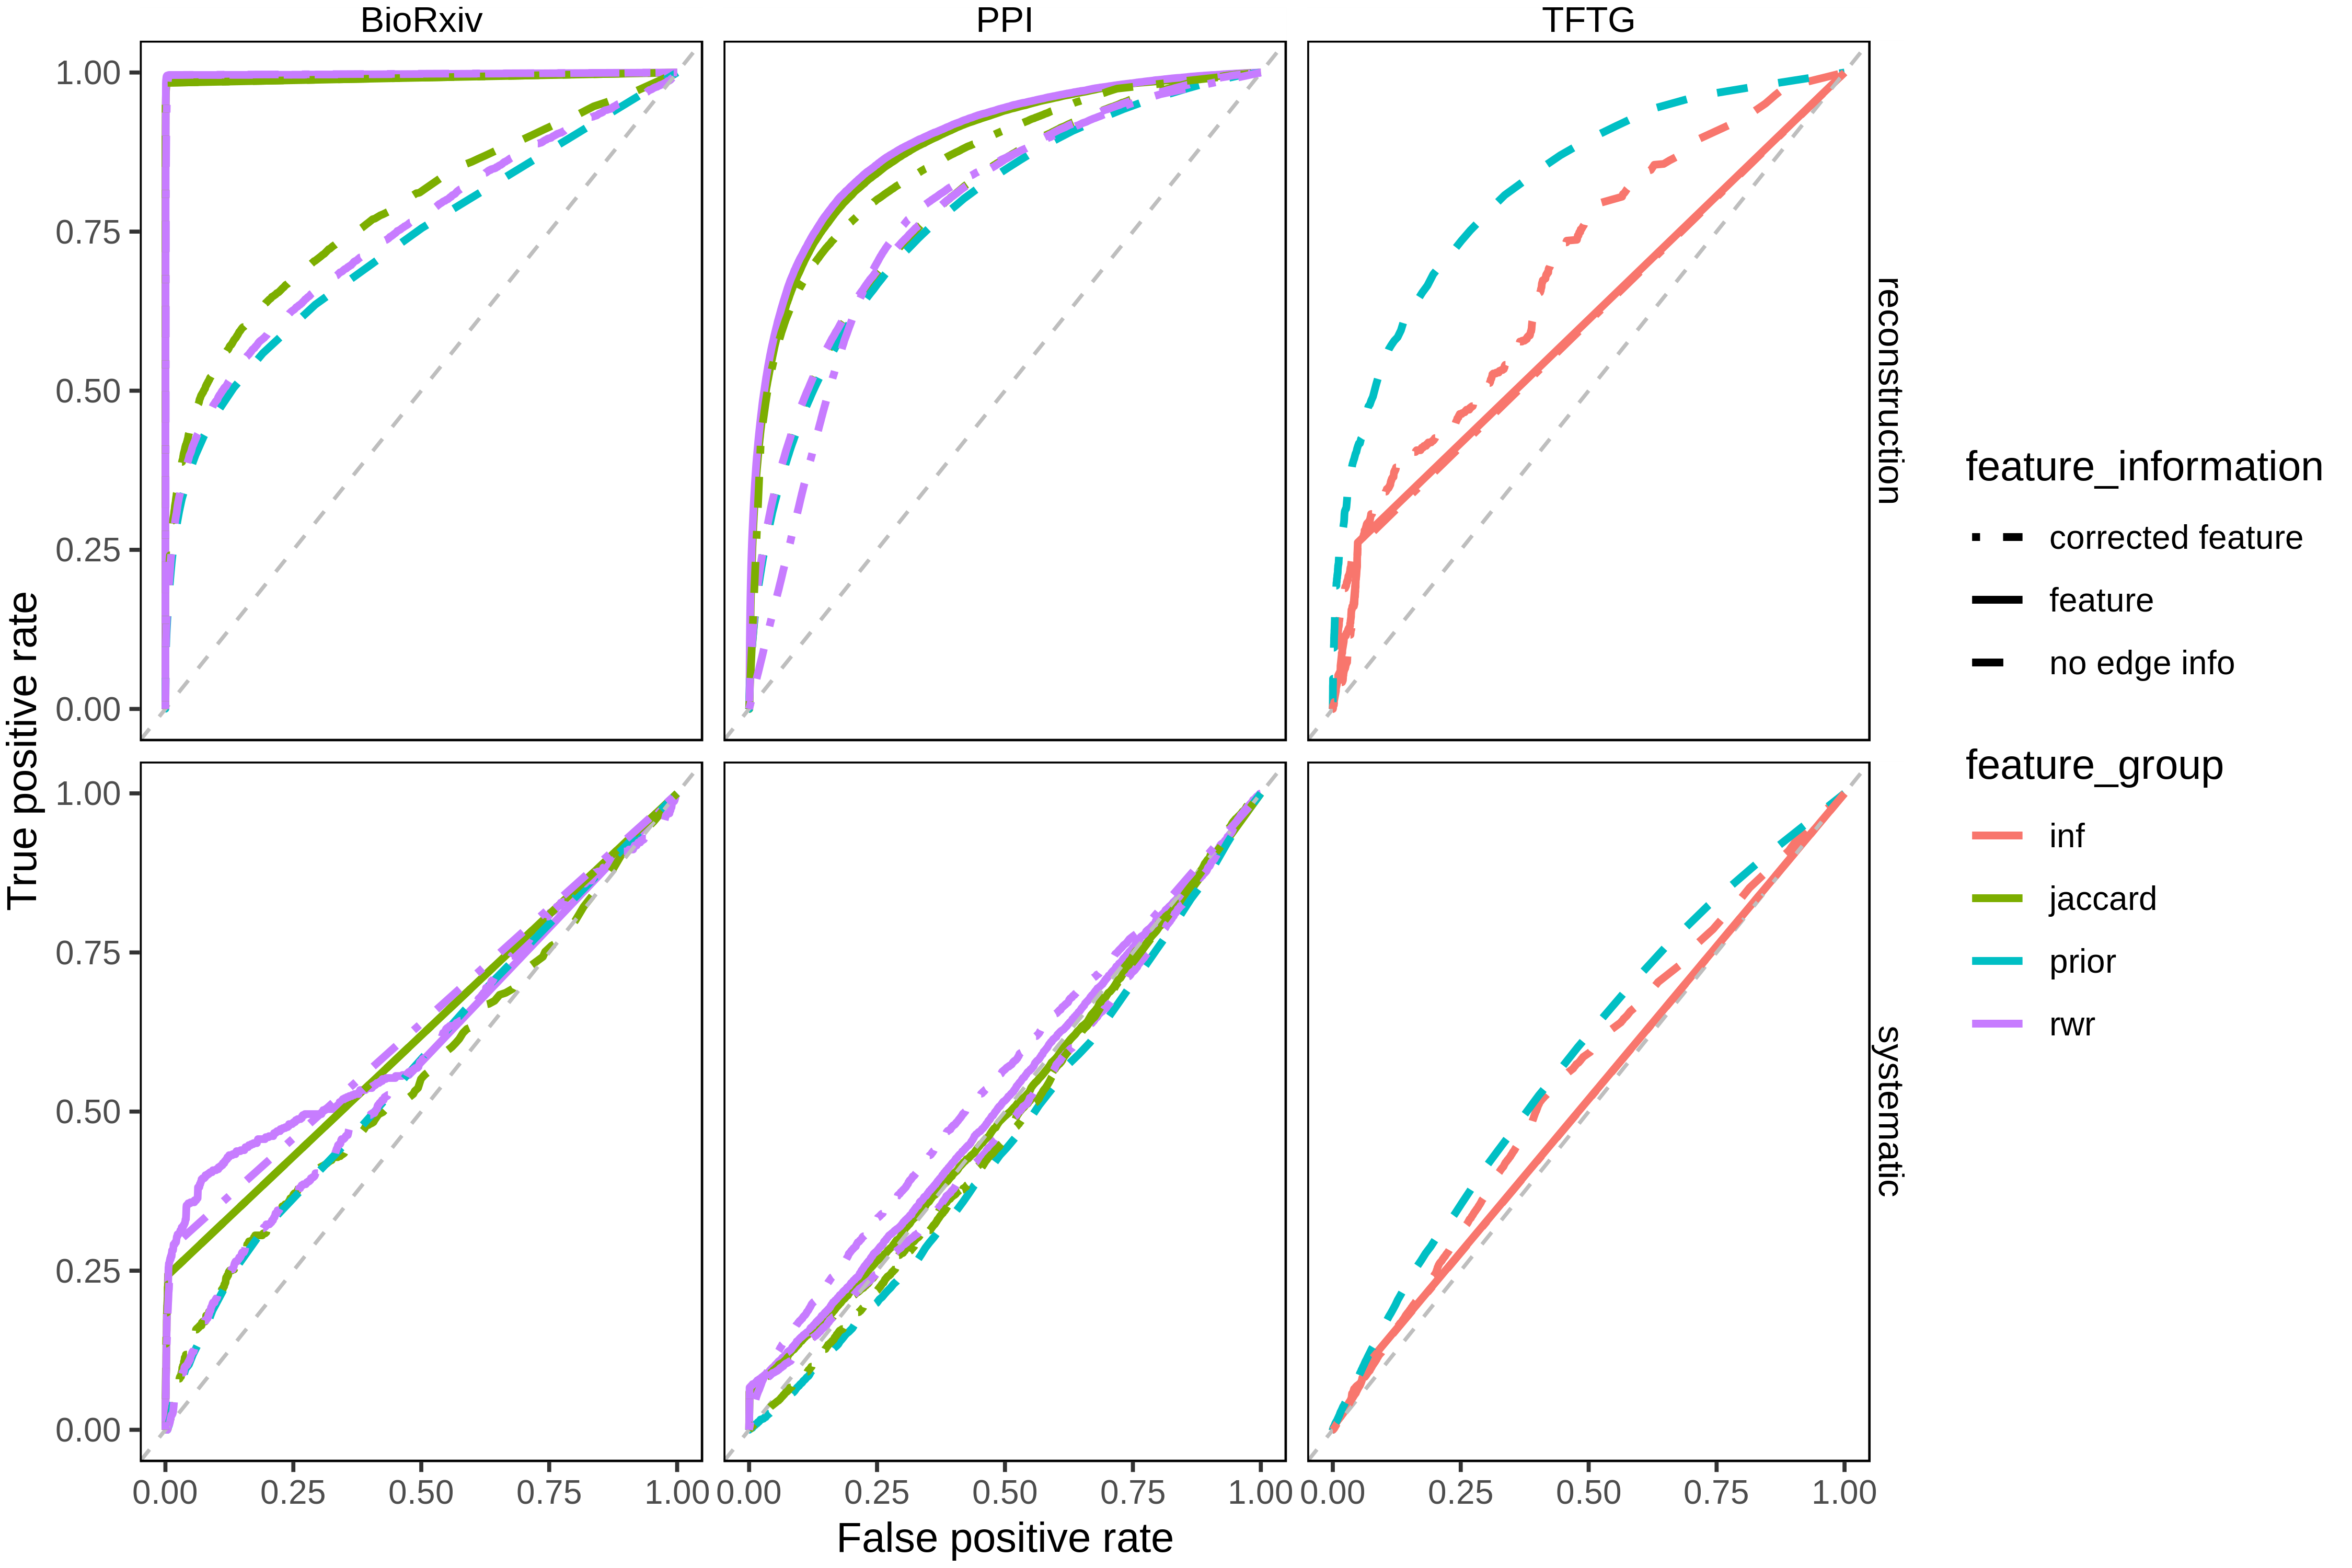 BioRxiv PPI TFTG
1.00
0.75
0.50
0.25
0.00
reconstruction
1.00
0.75
0.50
0.25
0.00
systematic
True positive rate
0.00 0.25 0.50 0.75 1.00 0.00 0.25 0.50 0.75 1.00 0.00 0.25 0.50 0.75 1.00
False positive rate
feature_information
corrected feature
feature
no edge info
feature_group
inf
jaccard
prior
rwr